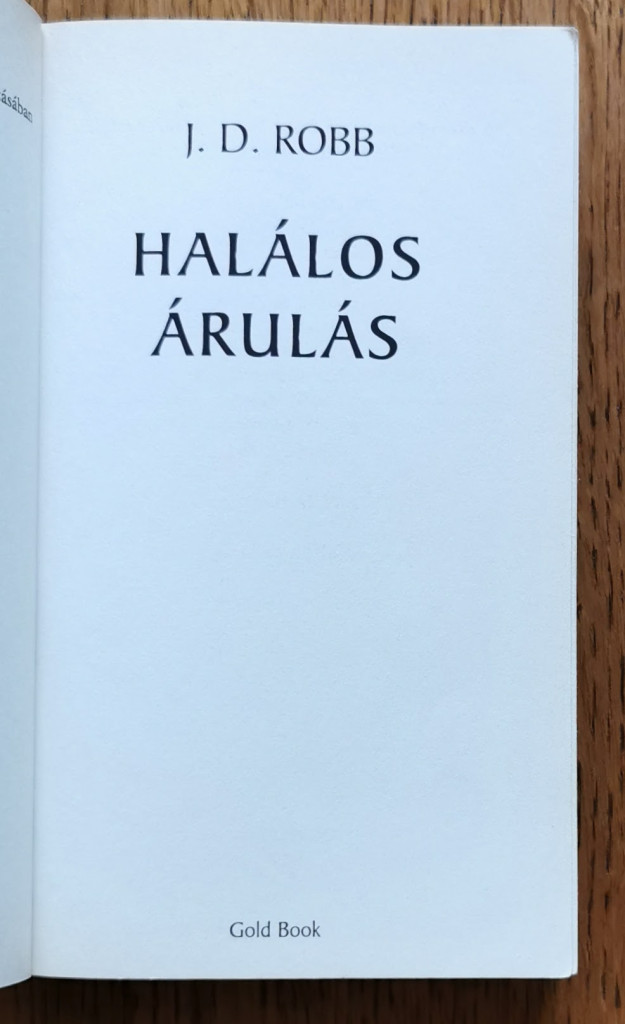 J. D. ROBB
HALÁLOS
ÁRULÁS
Gold Book